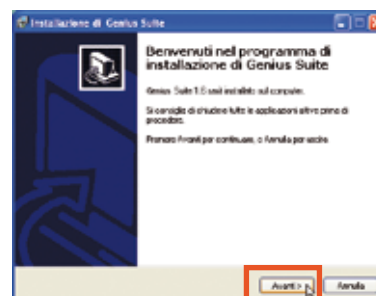 Installazione di Genius Suite
Benvenuti nel programma di
installazione di Genius Suite
Genius Suite 1.5 sarà installato sul computer.
Si consiglia di chiudere tutte le applicazioni attive prima di
procedere.
Premere Avanti per continuare, o Annulla per uscire.
Avanti >
Annulla